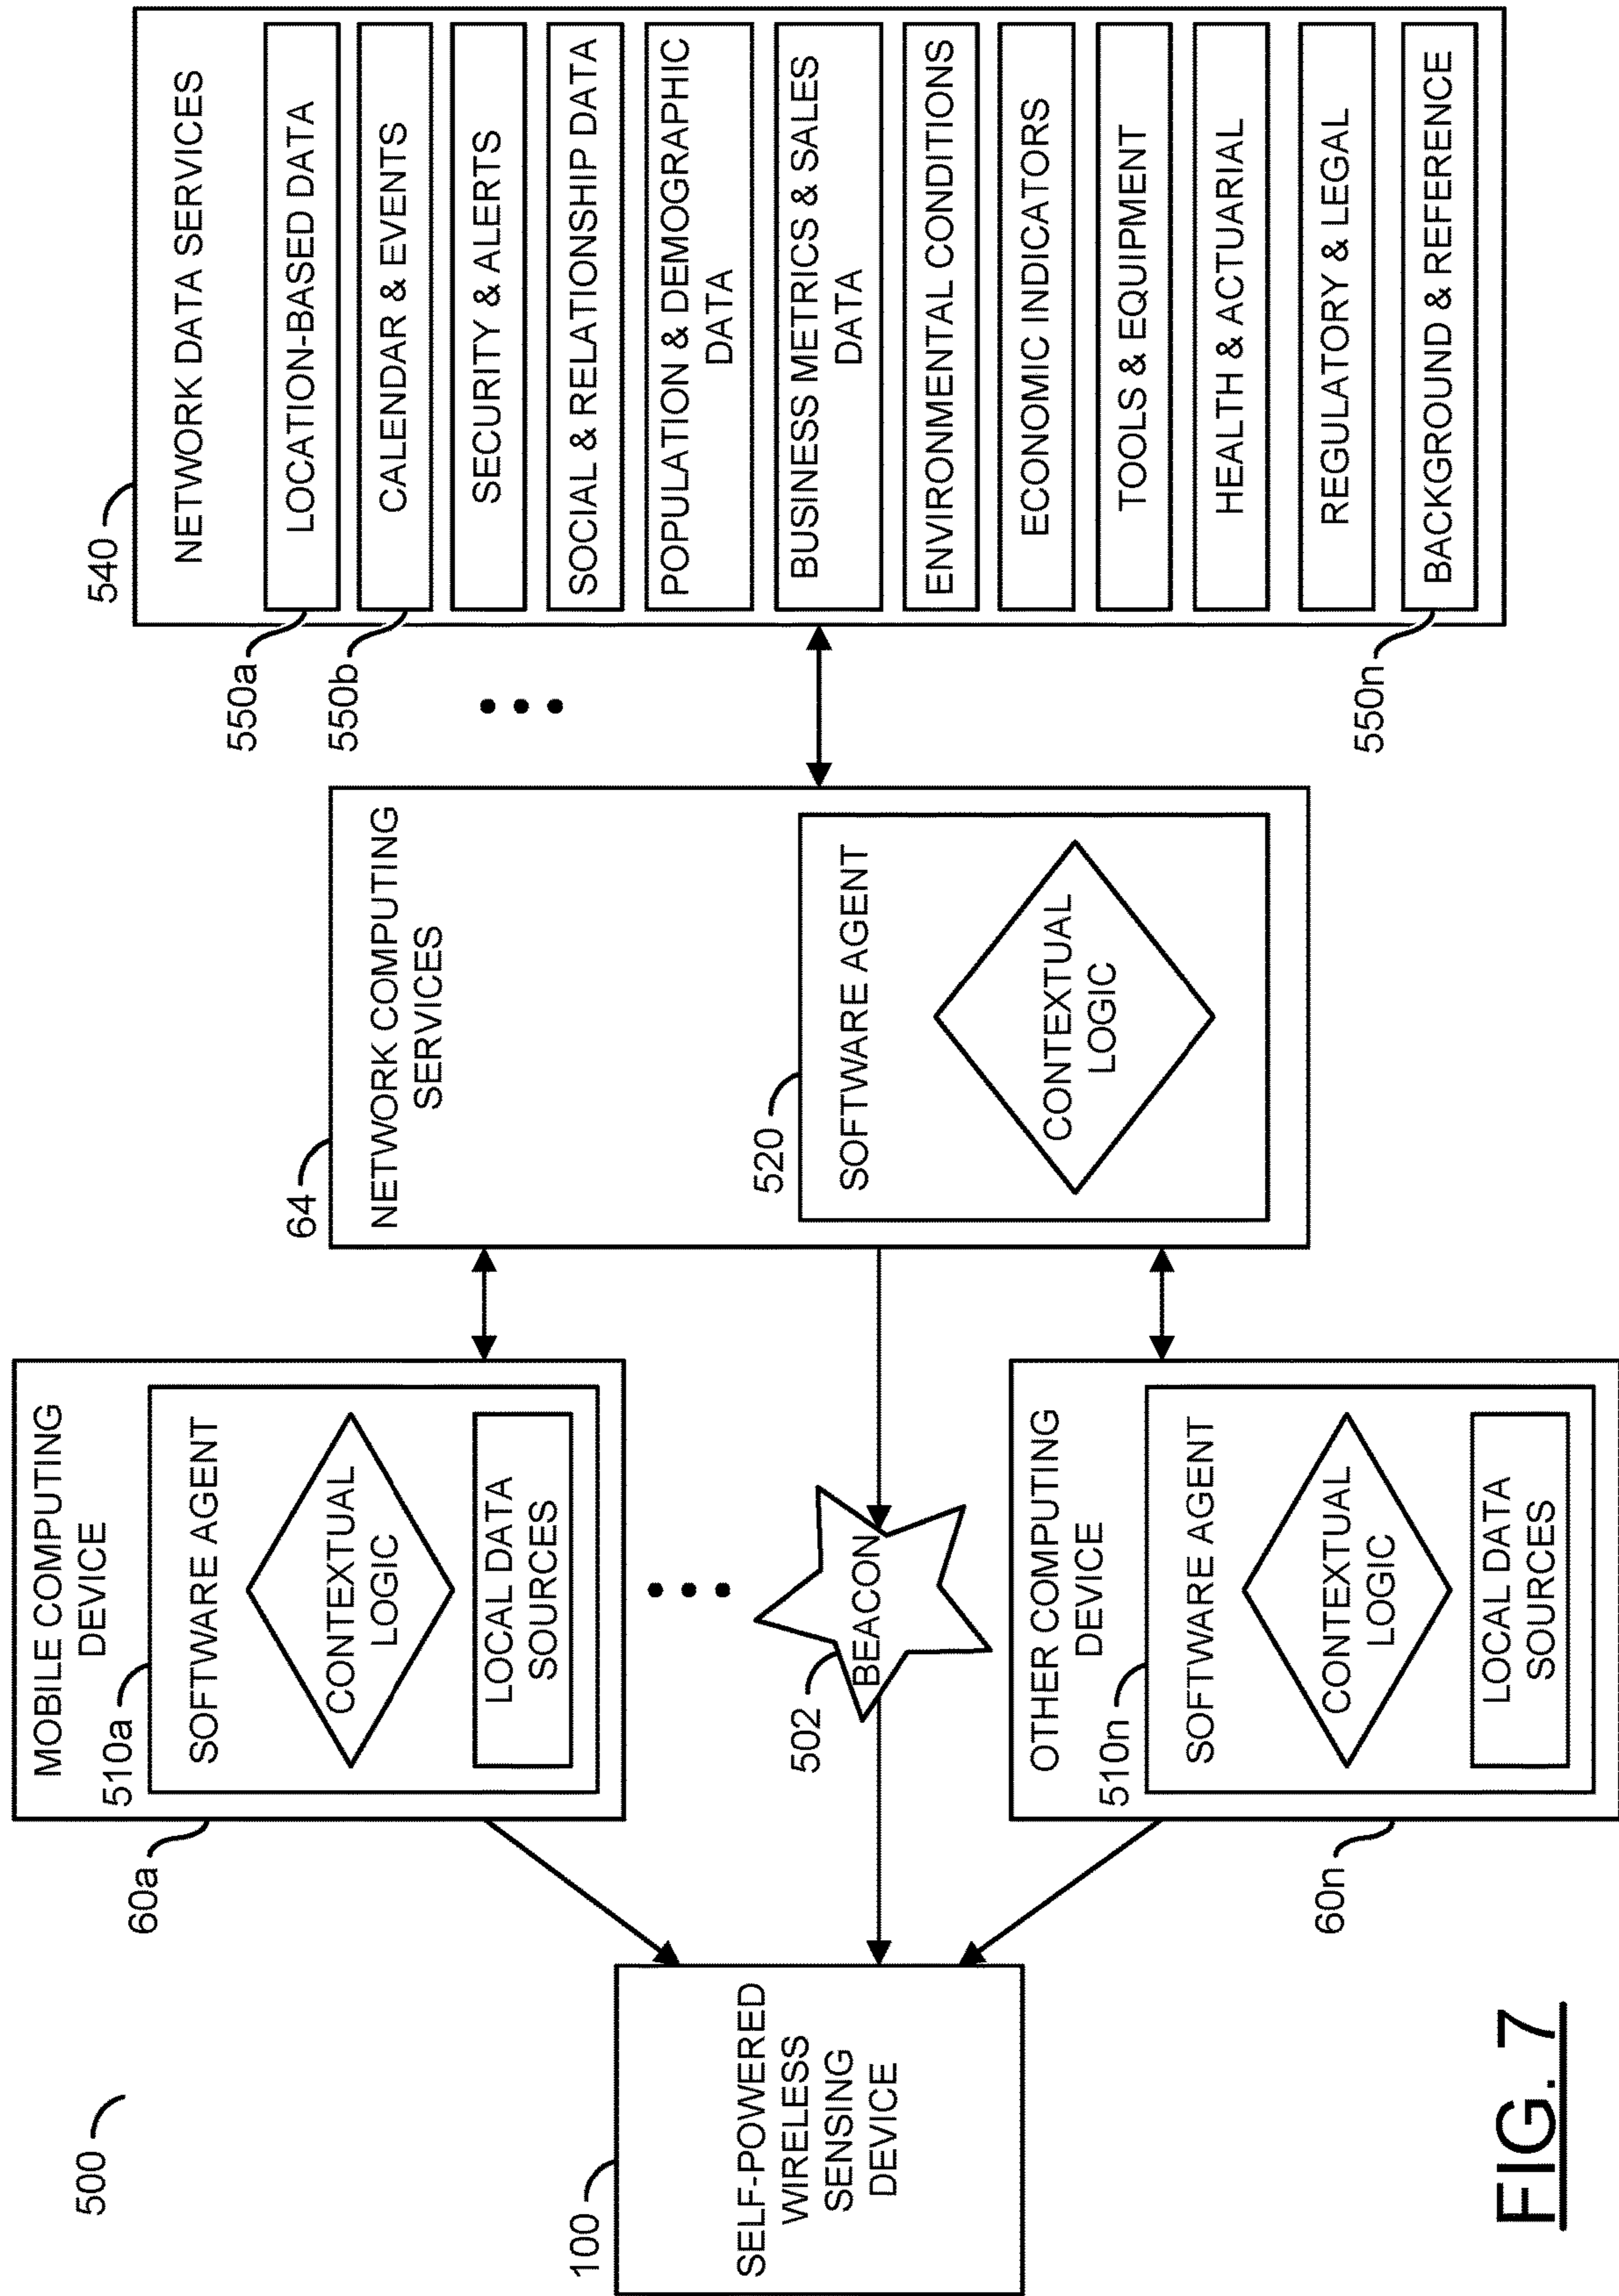 500
100
SELF-POWERED
WIRELESS
SENSING
DEVICE
60a
MOBILE COMPUTING
DEVICE
510a
SOFTWARE AGENT
CONTEXTUAL
LOGIC
LOCAL DATA
SOURCES
502
BEACON
60n
OTHER COMPUTING
DEVICE
510n
SOFTWARE AGENT
CONTEXTUAL
LOGIC
LOCAL DATA
SOURCES
64
NETWORK COMPUTING
SERVICES
520
SOFTWARE AGENT
CONTEXTUAL
LOGIC
540
NETWORK DATA SERVICES
550a
LOCATION-BASED DATA
550b
CALENDAR & EVENTS
SECURITY & ALERTS
SOCIAL & RELATIONSHIP DATA
POPULATION & DEMOGRAPHIC
DATA
BUSINESS METRICS & SALES
DATA
ENVIRONMENTAL CONDITIONS
ECONOMIC INDICATORS
TOOLS & EQUIPMENT
HEALTH & ACTUARIAL
REGULATORY & LEGAL
550n
BACKGROUND & REFERENCE
FIG. 7